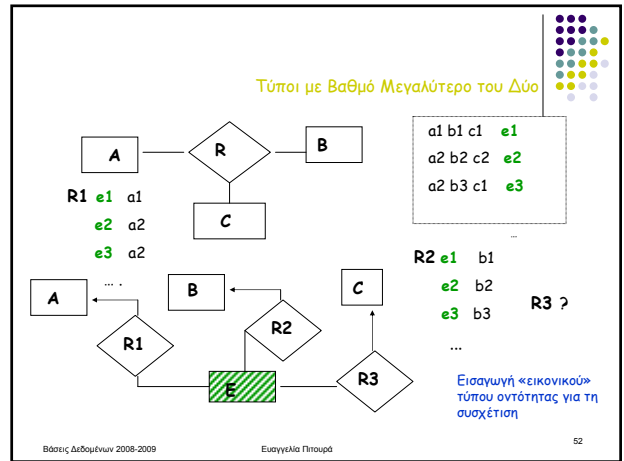 Τύποι με Βαθμό Μεγαλύτερο του Δύο
A
R
B
C
a1 b1 c1 e1
a2 b2 c2 e2
a2 b3 c1 e3
...
R1 e1 a1
e2 a2
e3 a2
... .
R2 e1 b1
e2 b2
e3 b3
...
R3 ?
A
B
C
R1
R2
R3
E
Εισαγωγή «εικονικού»
τύπου οντότητας για τη
συσχέτιση
Βάσεις Δεδομένων 2008-2009
Ευαγγελία Πιτουρά
52